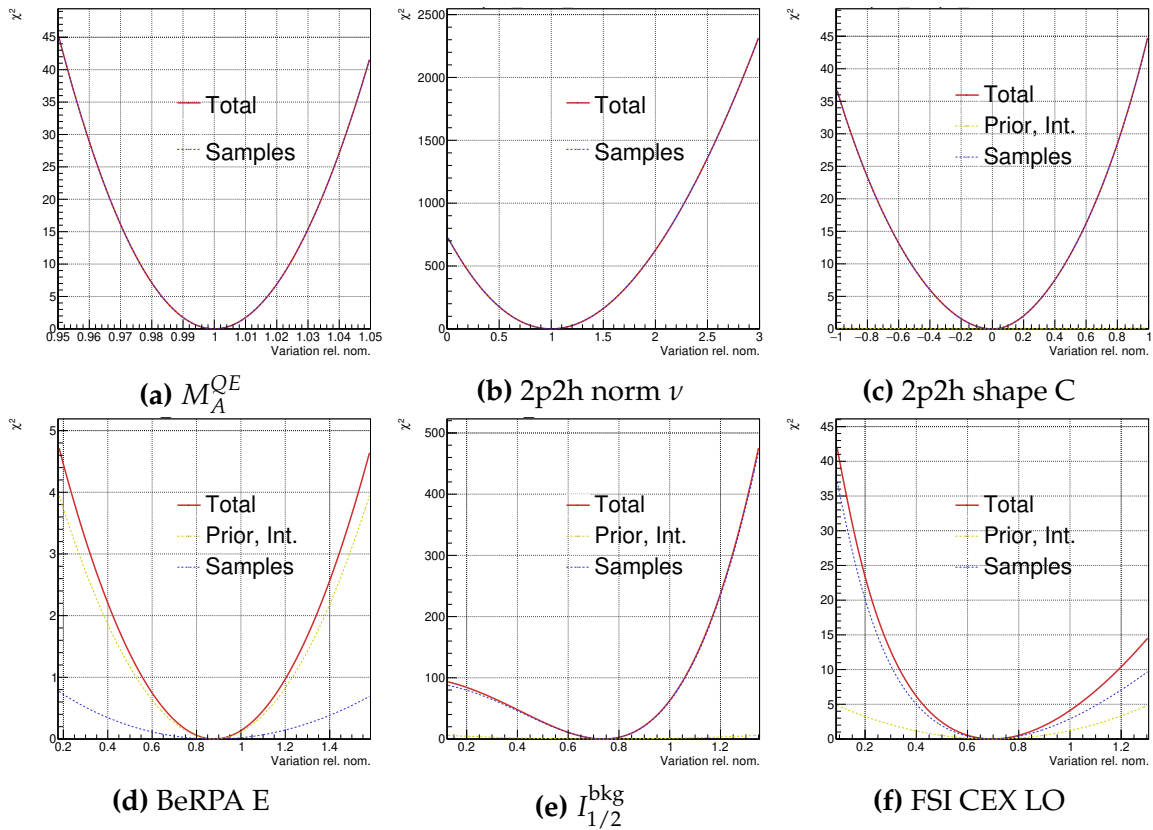 χ²
45
40
35
30
25
20
15
10
5
0
Total
Samples
0.95 0.96 0.97 0.98 0.99 1 1.01 1.02 1.03 1.04 1.05
Variation rel. nom.
(a) M_A^{QE}
χ²
2500
2000
1500
1000
500
0
Total
Samples
0 0.5 1 1.5 2 2.5 3
Variation rel. nom.
(b) 2p2h norm ν
χ²
45
40
35
30
25
20
15
10
5
0
Total
Prior, Int.
Samples
−1 −0.8 −0.6 −0.4 −0.2 0 0.2 0.4 0.6 0.8 1
Variation rel. nom.
(c) 2p2h shape C
χ²
5
4
3
2
1
0
Total
Prior, Int.
Samples
0.2 0.4 0.6 0.8 1 1.2 1.4
Variation rel. nom.
(d) BeRPA E
χ²
500
400
300
200
100
0
Total
Prior, Int.
Samples
0.2 0.4 0.6 0.8 1 1.2
Variation rel. nom.
(e) I_{1/2}^{bkg}
χ²
45
40
35
30
25
20
15
10
5
0
Total
Prior, Int.
Samples
0.2 0.4 0.6 0.8 1 1.2
Variation rel. nom.
(f) FSI CEX LO